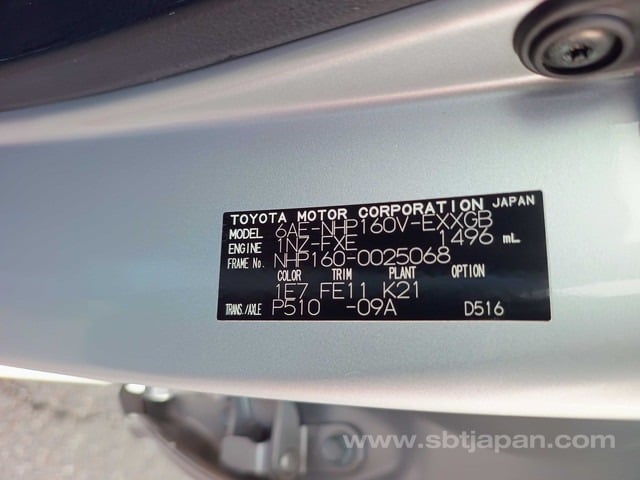 TOYOTA MOTOR CORPORATION JAPAN
MODEL 6AE-NHP160V-EXXGB
ENGINE 1NZ-FXE 1496 mL
FRAME No. NHP160-0025068
COLOR TRIM PLANT OPTION
1E7 FE11 K21
TRANS./AXLE P510 -09A D516
www.sbtjapan.com